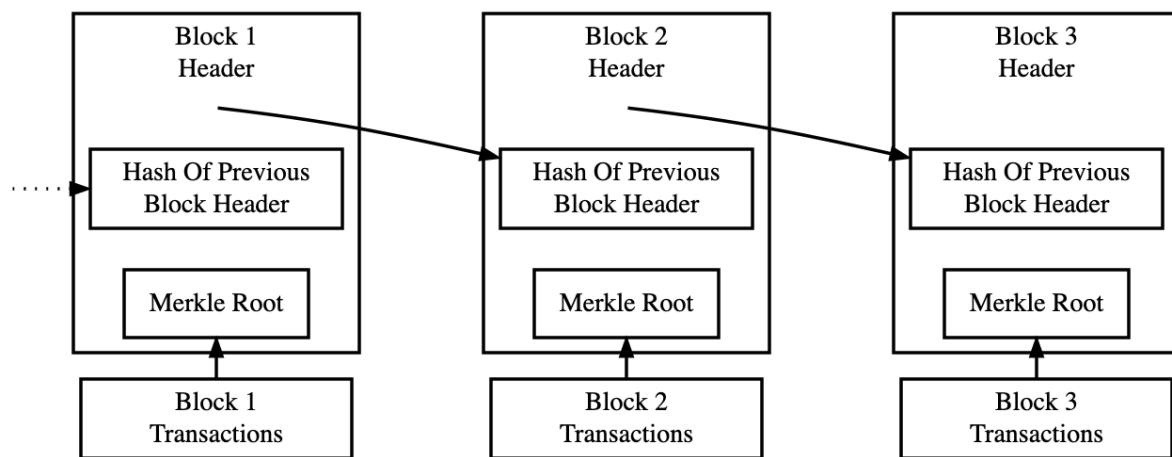 Block 1
Header
Hash Of Previous
Block Header
Merkle Root
Block 1
Transactions
Block 2
Header
Hash Of Previous
Block Header
Merkle Root
Block 2
Transactions
Block 3
Header
Hash Of Previous
Block Header
Merkle Root
Block 3
Transactions